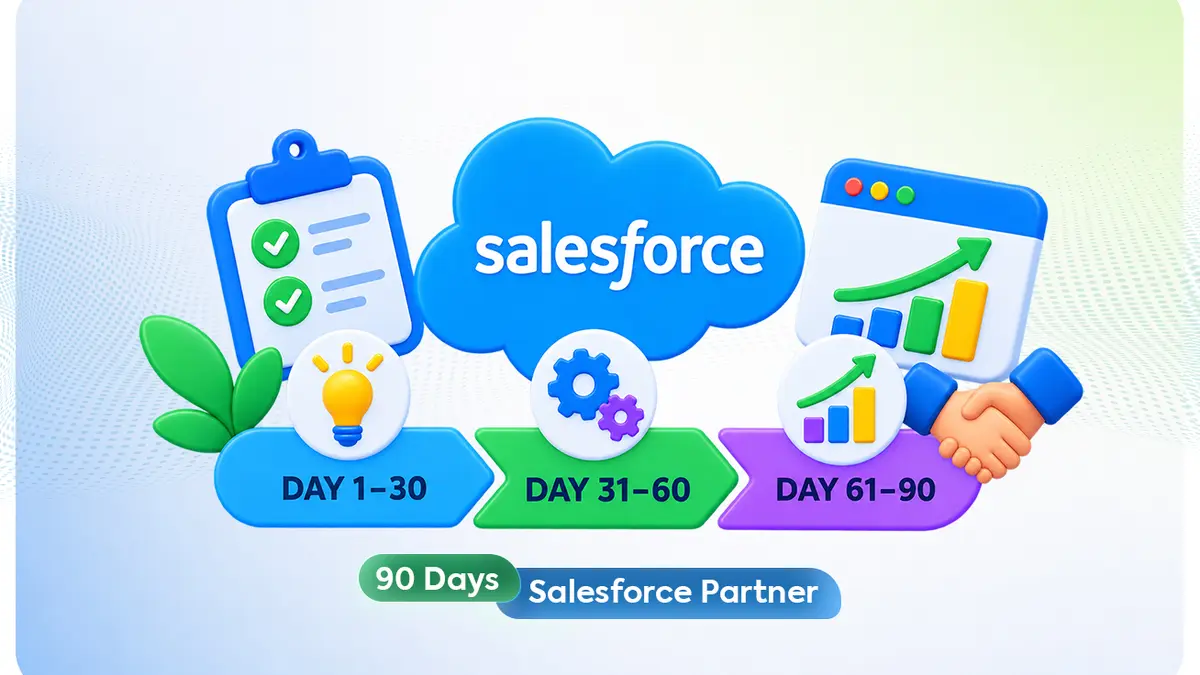 salesforce
DAY 1–30
DAY 31–60
DAY 61–90
90 Days
Salesforce Partner